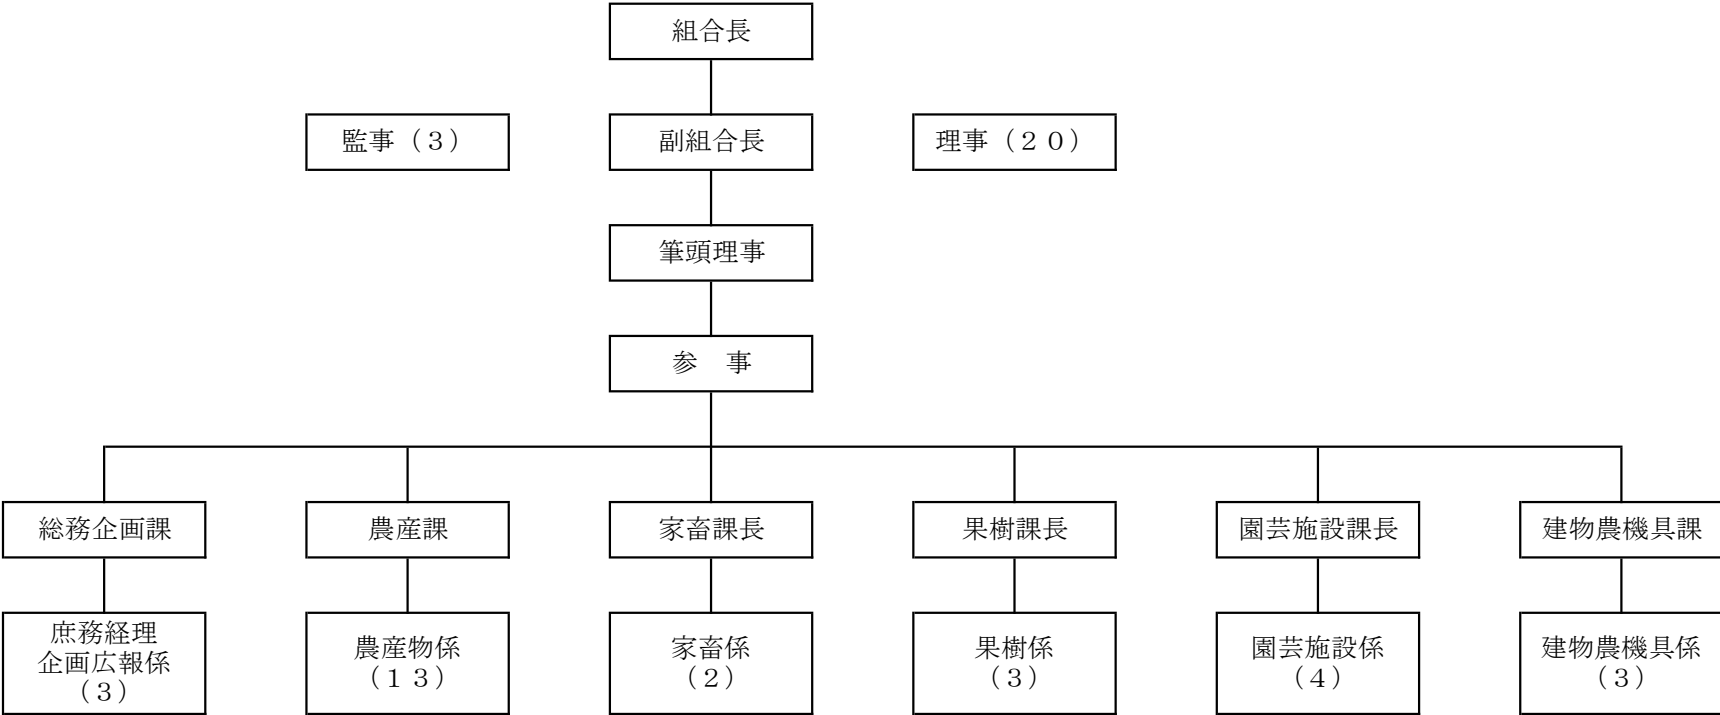 組合長
監事（３）
副組合長
理事（２０）
筆頭理事
参　事
総務企画課
農産課
家畜課長
果樹課長
園芸施設課長
建物農機具課
庶務経理
企画広報係
（３）
農産物係
（１３）
家畜係
（２）
果樹係
（３）
園芸施設係
（４）
建物農機具係
（３）